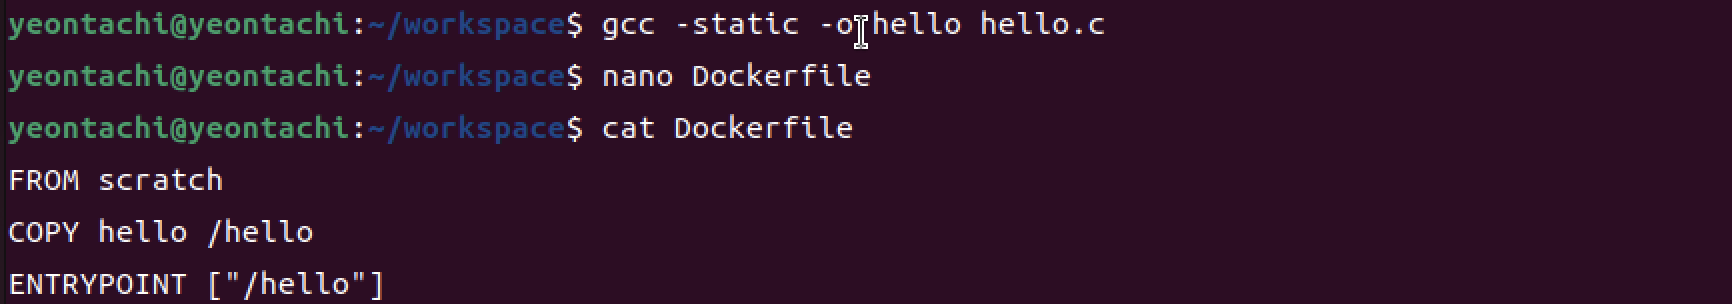 yeontachi@yeontachi:~/workspace$ gcc -static -o hello hello.c
yeontachi@yeontachi:~/workspace$ nano Dockerfile
yeontachi@yeontachi:~/workspace$ cat Dockerfile
FROM scratch
COPY hello /hello
ENTRYPOINT ["/hello"]